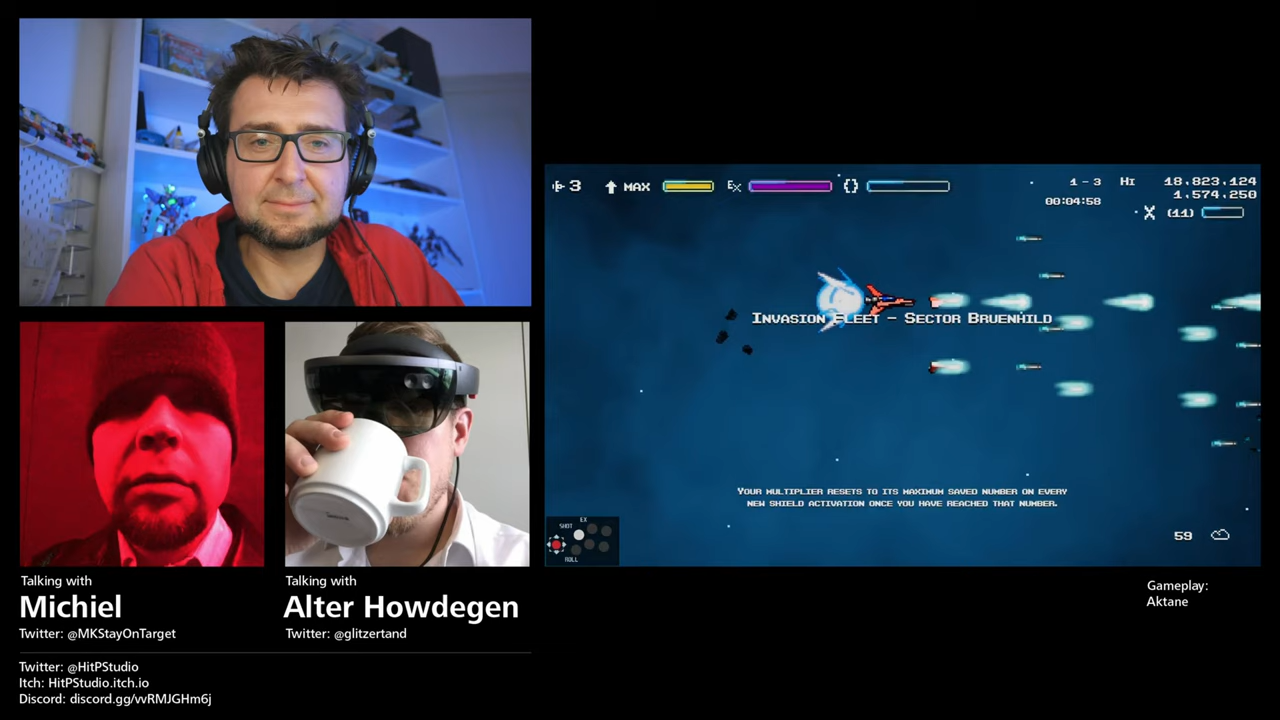 3
MAX
EX
1 - 3
HI
18,823,124
1,574,250
00:04:58
(11)
INVASION FLEET - SECTOR BRUENHILD
YOUR MULTIPLIER RESETS TO ITS MAXIMUM SAVED NUMBER ON EVERY
NEW SHIELD ACTIVATION ONCE YOU HAVE REACHED THAT NUMBER.
EX
SHOT
ROLL
59
Talking with
Michiel
Twitter: @MKStayOnTarget
Talking with
Alter Howdegen
Twitter: @glitzertand
Gameplay:
Aktane
Twitter: @HitPStudio
Itch: HitPStudio.itch.io
Discord: discord.gg/vvRMJGHm6j